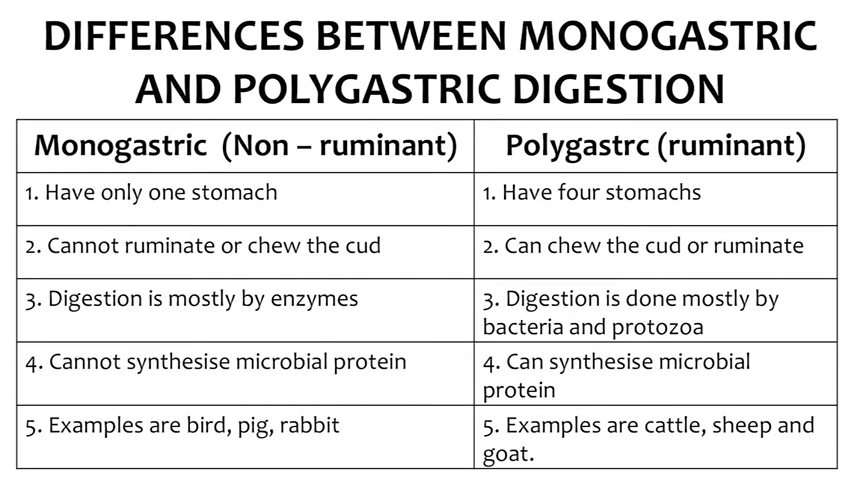 DIFFERENCES BETWEEN MONOGASTRIC
AND POLYGASTRIC DIGESTION
Monogastric (Non – ruminant)
Polygastrc (ruminant)
1. Have only one stomach
1. Have four stomachs
2. Cannot ruminate or chew the cud
2. Can chew the cud or ruminate
3. Digestion is mostly by enzymes
3. Digestion is done mostly by
bacteria and protozoa
4. Cannot synthesise microbial protein
4. Can synthesise microbial
protein
5. Examples are bird, pig, rabbit
5. Examples are cattle, sheep and
goat.